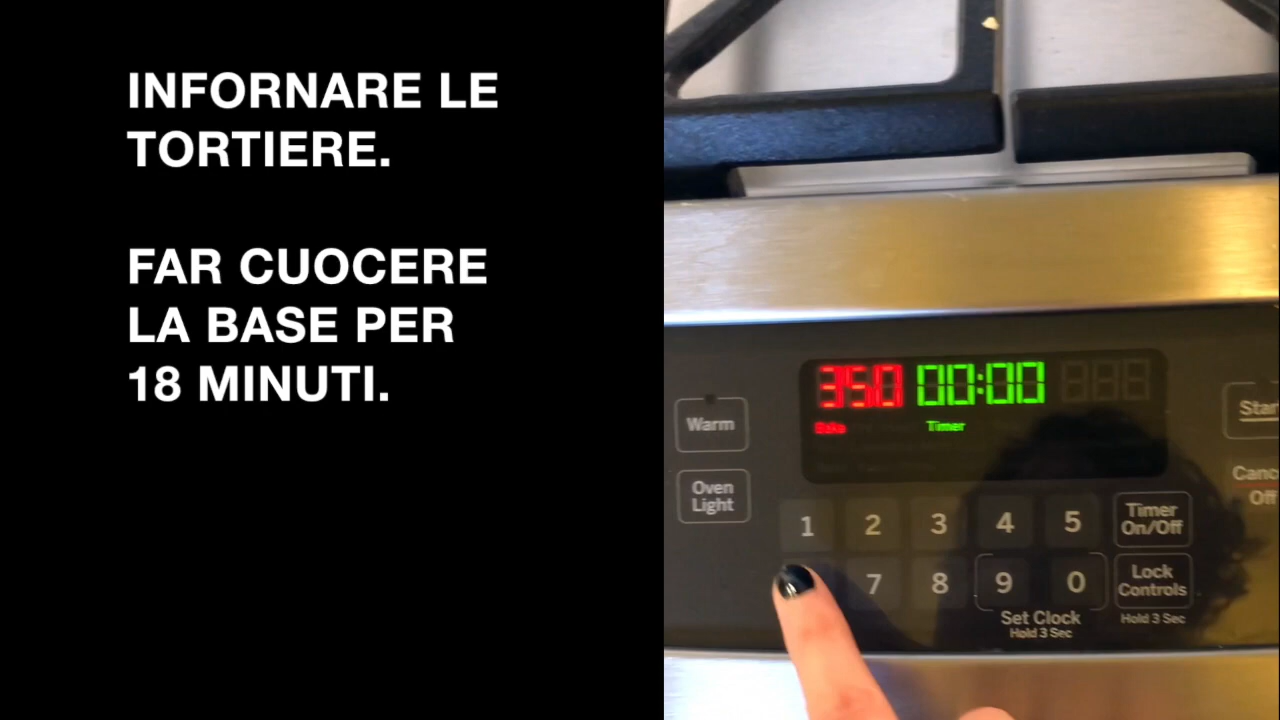 INFORNARE LE
TORTIERE.
FAR CUOCERE
LA BASE PER
18 MINUTI.
350 00:00
Bake Timer
Warm
Oven
Light
1 2 3 4 5
7 8 9 0
Timer
On/Off
Lock
Controls
Hold 3 Sec
Set Clock
Hold 3 Sec
Off